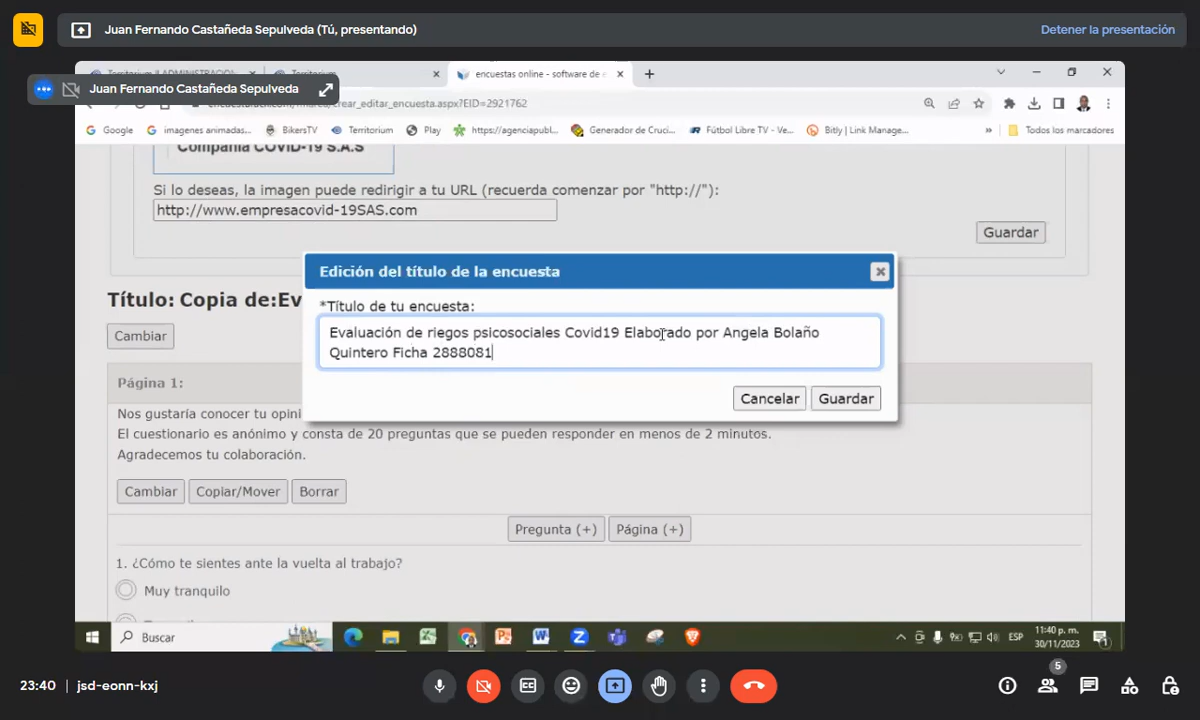 Juan Fernando Castañeda Sepulveda (Tú, presentando)
Detener la presentación
encuestas online - software de e
Juan Fernando Castañeda Sepulveda
crear_editar_encuesta.aspx?EID=2921762
Google
imagenes animadas...
BikersTV
Territorium
Play
https://agenciapubl...
Generador de Cruci...
Fútbol Libre TV - Ve...
Bitly | Link Manage...
»
Todos los marcadores
Compañía COVID-19 S.A.S
Si lo deseas, la imagen puede redirigir a tu URL (recuerda comenzar por "http://"):
http://www.empresacovid-19SAS.com
Guardar
Edición del título de la encuesta
Título: Copia de:Ev
*Título de tu encuesta:
Evaluación de riegos psicosociales Covid19 Elaborado por Angela Bolaño
Quintero Ficha 2888081
Cambiar
Cancelar
Guardar
Página 1:
Nos gustaría conocer tu opini
El cuestionario es anónimo y consta de 20 preguntas que se pueden responder en menos de 2 minutos.
Agradecemos tu colaboración.
Cambiar
Copiar/Mover
Borrar
Pregunta (+)
Página (+)
1. ¿Cómo te sientes ante la vuelta al trabajo?
Muy tranquilo
Buscar
ESP
11:40 p. m.
30/11/2023
23:40 | jsd-eonn-kxj
5